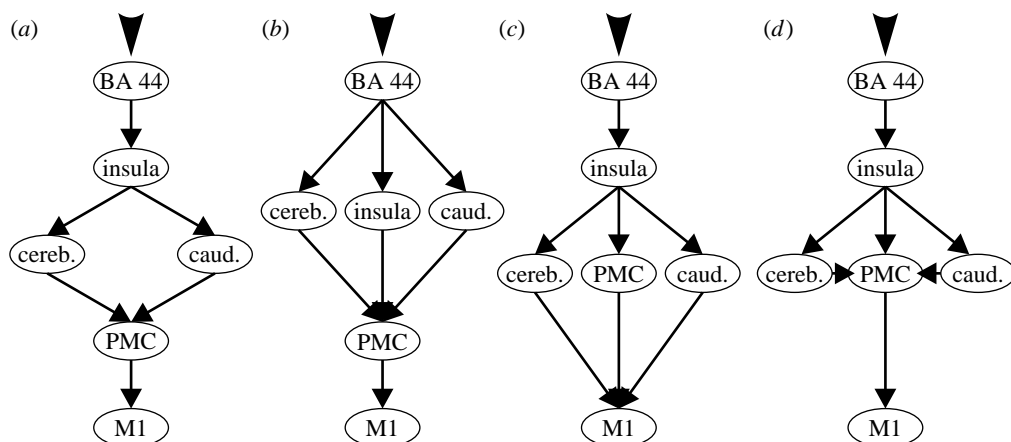 (a) (b) (c) (d)
BA 44 BA 44 BA 44 BA 44
insula insula insula
cereb. insula caud.
cereb. caud. cereb. PMC caud. cereb. PMC caud.
PMC PMC
M1 M1 M1 M1